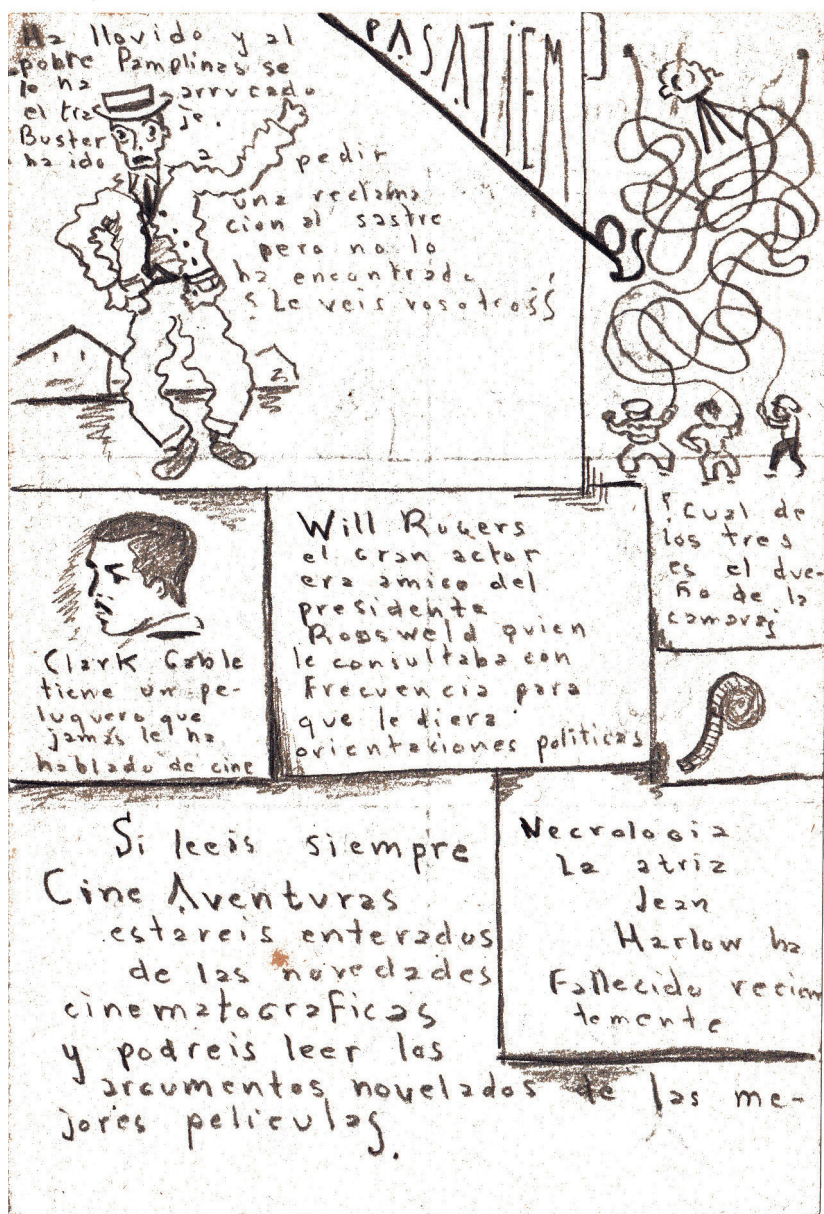 Ha llovido y al
pobre Pamplinas se
le ha arrucado
el traje.
Buster
ha ido a pedir
una reclama
cion al sastre
pero no lo
ha encontrado
¿Le veis vosotros?
PASATIEMPOS
¿Cual de
los tres
es el due-
ño de la
camara?
Clark Gable
tiene un pe-
luquero que
jamás le ha
hablado de cine
Will Rogers
el Gran actor
era amigo del
presidente
Roosweld quien
le consultaba con
frecuencia para
que le diera
orientaciones politicas
Necrologia
La atriz
Jean
Harlow ha
Fallecido recien
temente
Si leeis siempre
Cine Aventuras
estareis enterados
de las novedades
cinematograficas
y podreis leer los
argumentos novelados de las me-
jores peliculas.